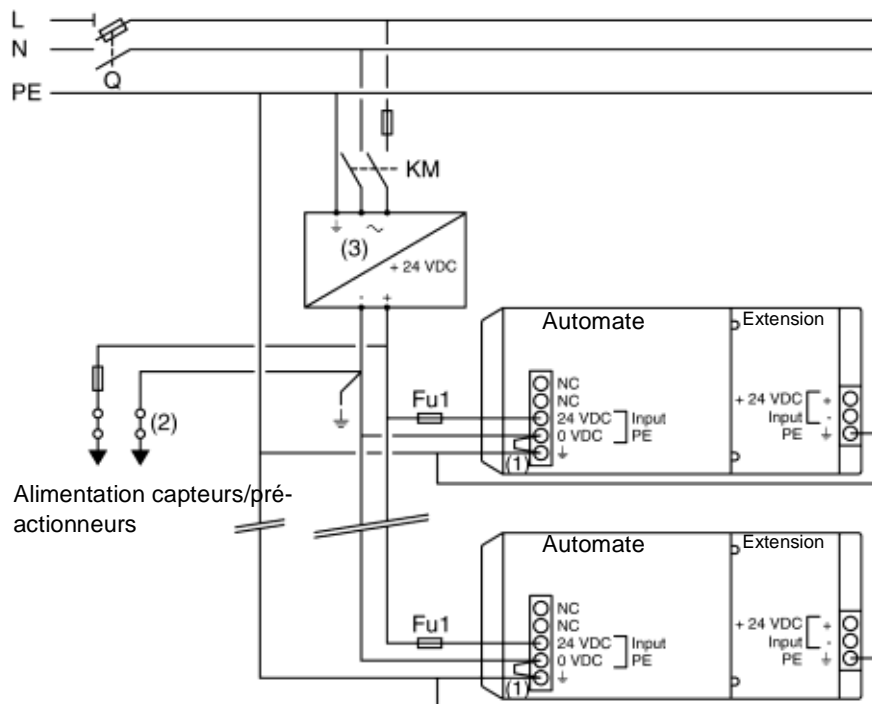 L
N
Q
PE
KM
(3)
~
+ 24 VDC
- +
Automate Extension
NC
NC
24 VDC Input
0 VDC PE
(1)
+ 24 VDC +
Input -
PE
Fu1
(2)
Alimentation capteurs/pré-
actionneurs
Automate Extension
NC
NC
24 VDC Input
0 VDC PE
(1)
+ 24 VDC +
Input -
PE
Fu1